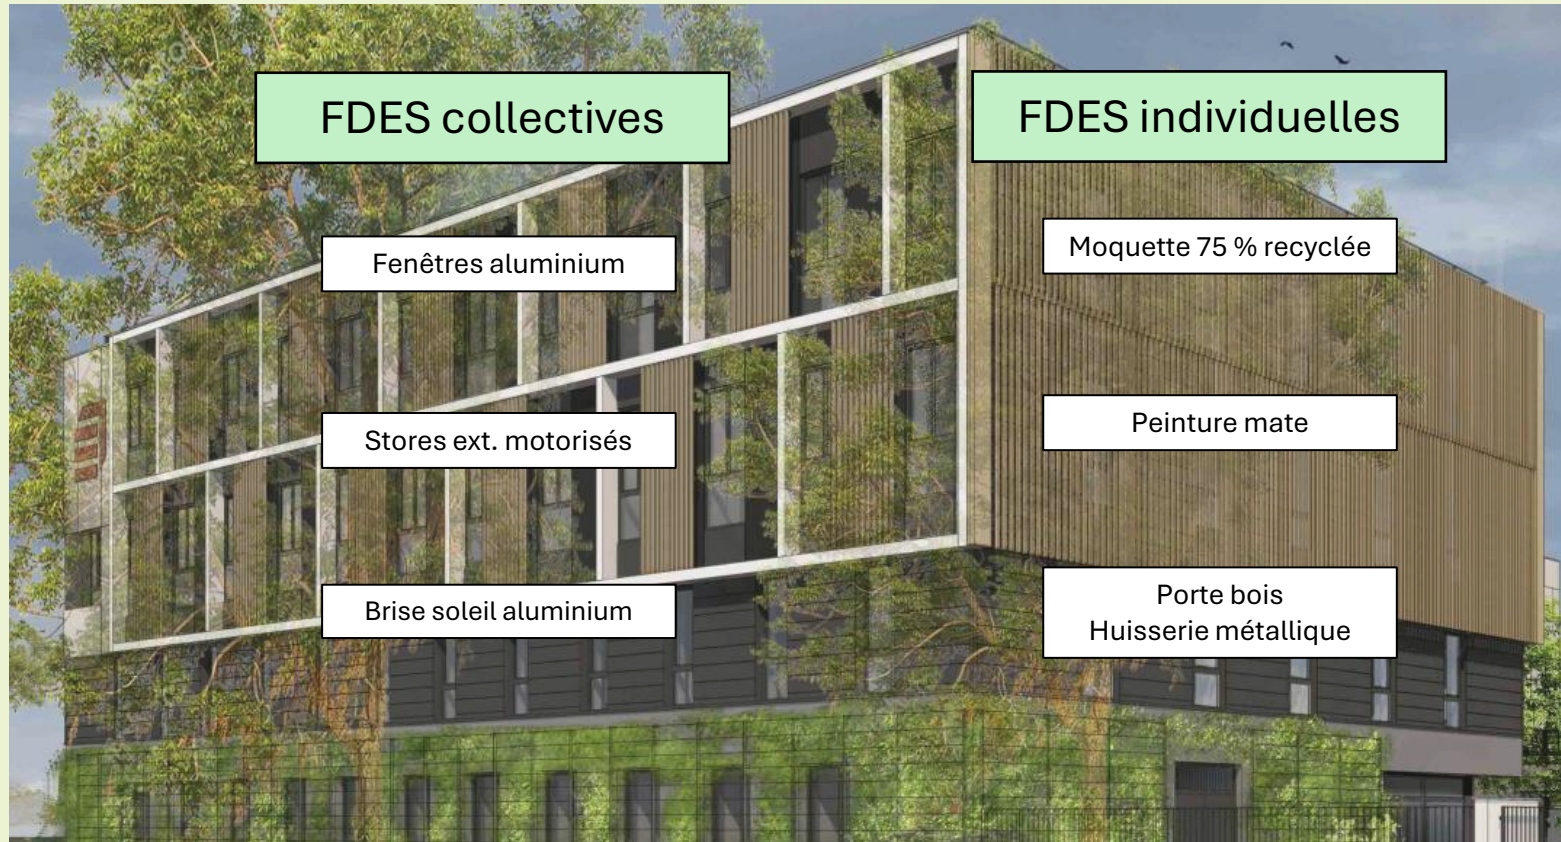 FDES collectives
Fenêtres aluminium
Stores ext. motorisés
Brise soleil aluminium
FDES individuelles
Moquette 75 % recyclée
Peinture mate
Porte bois
Huisserie métallique